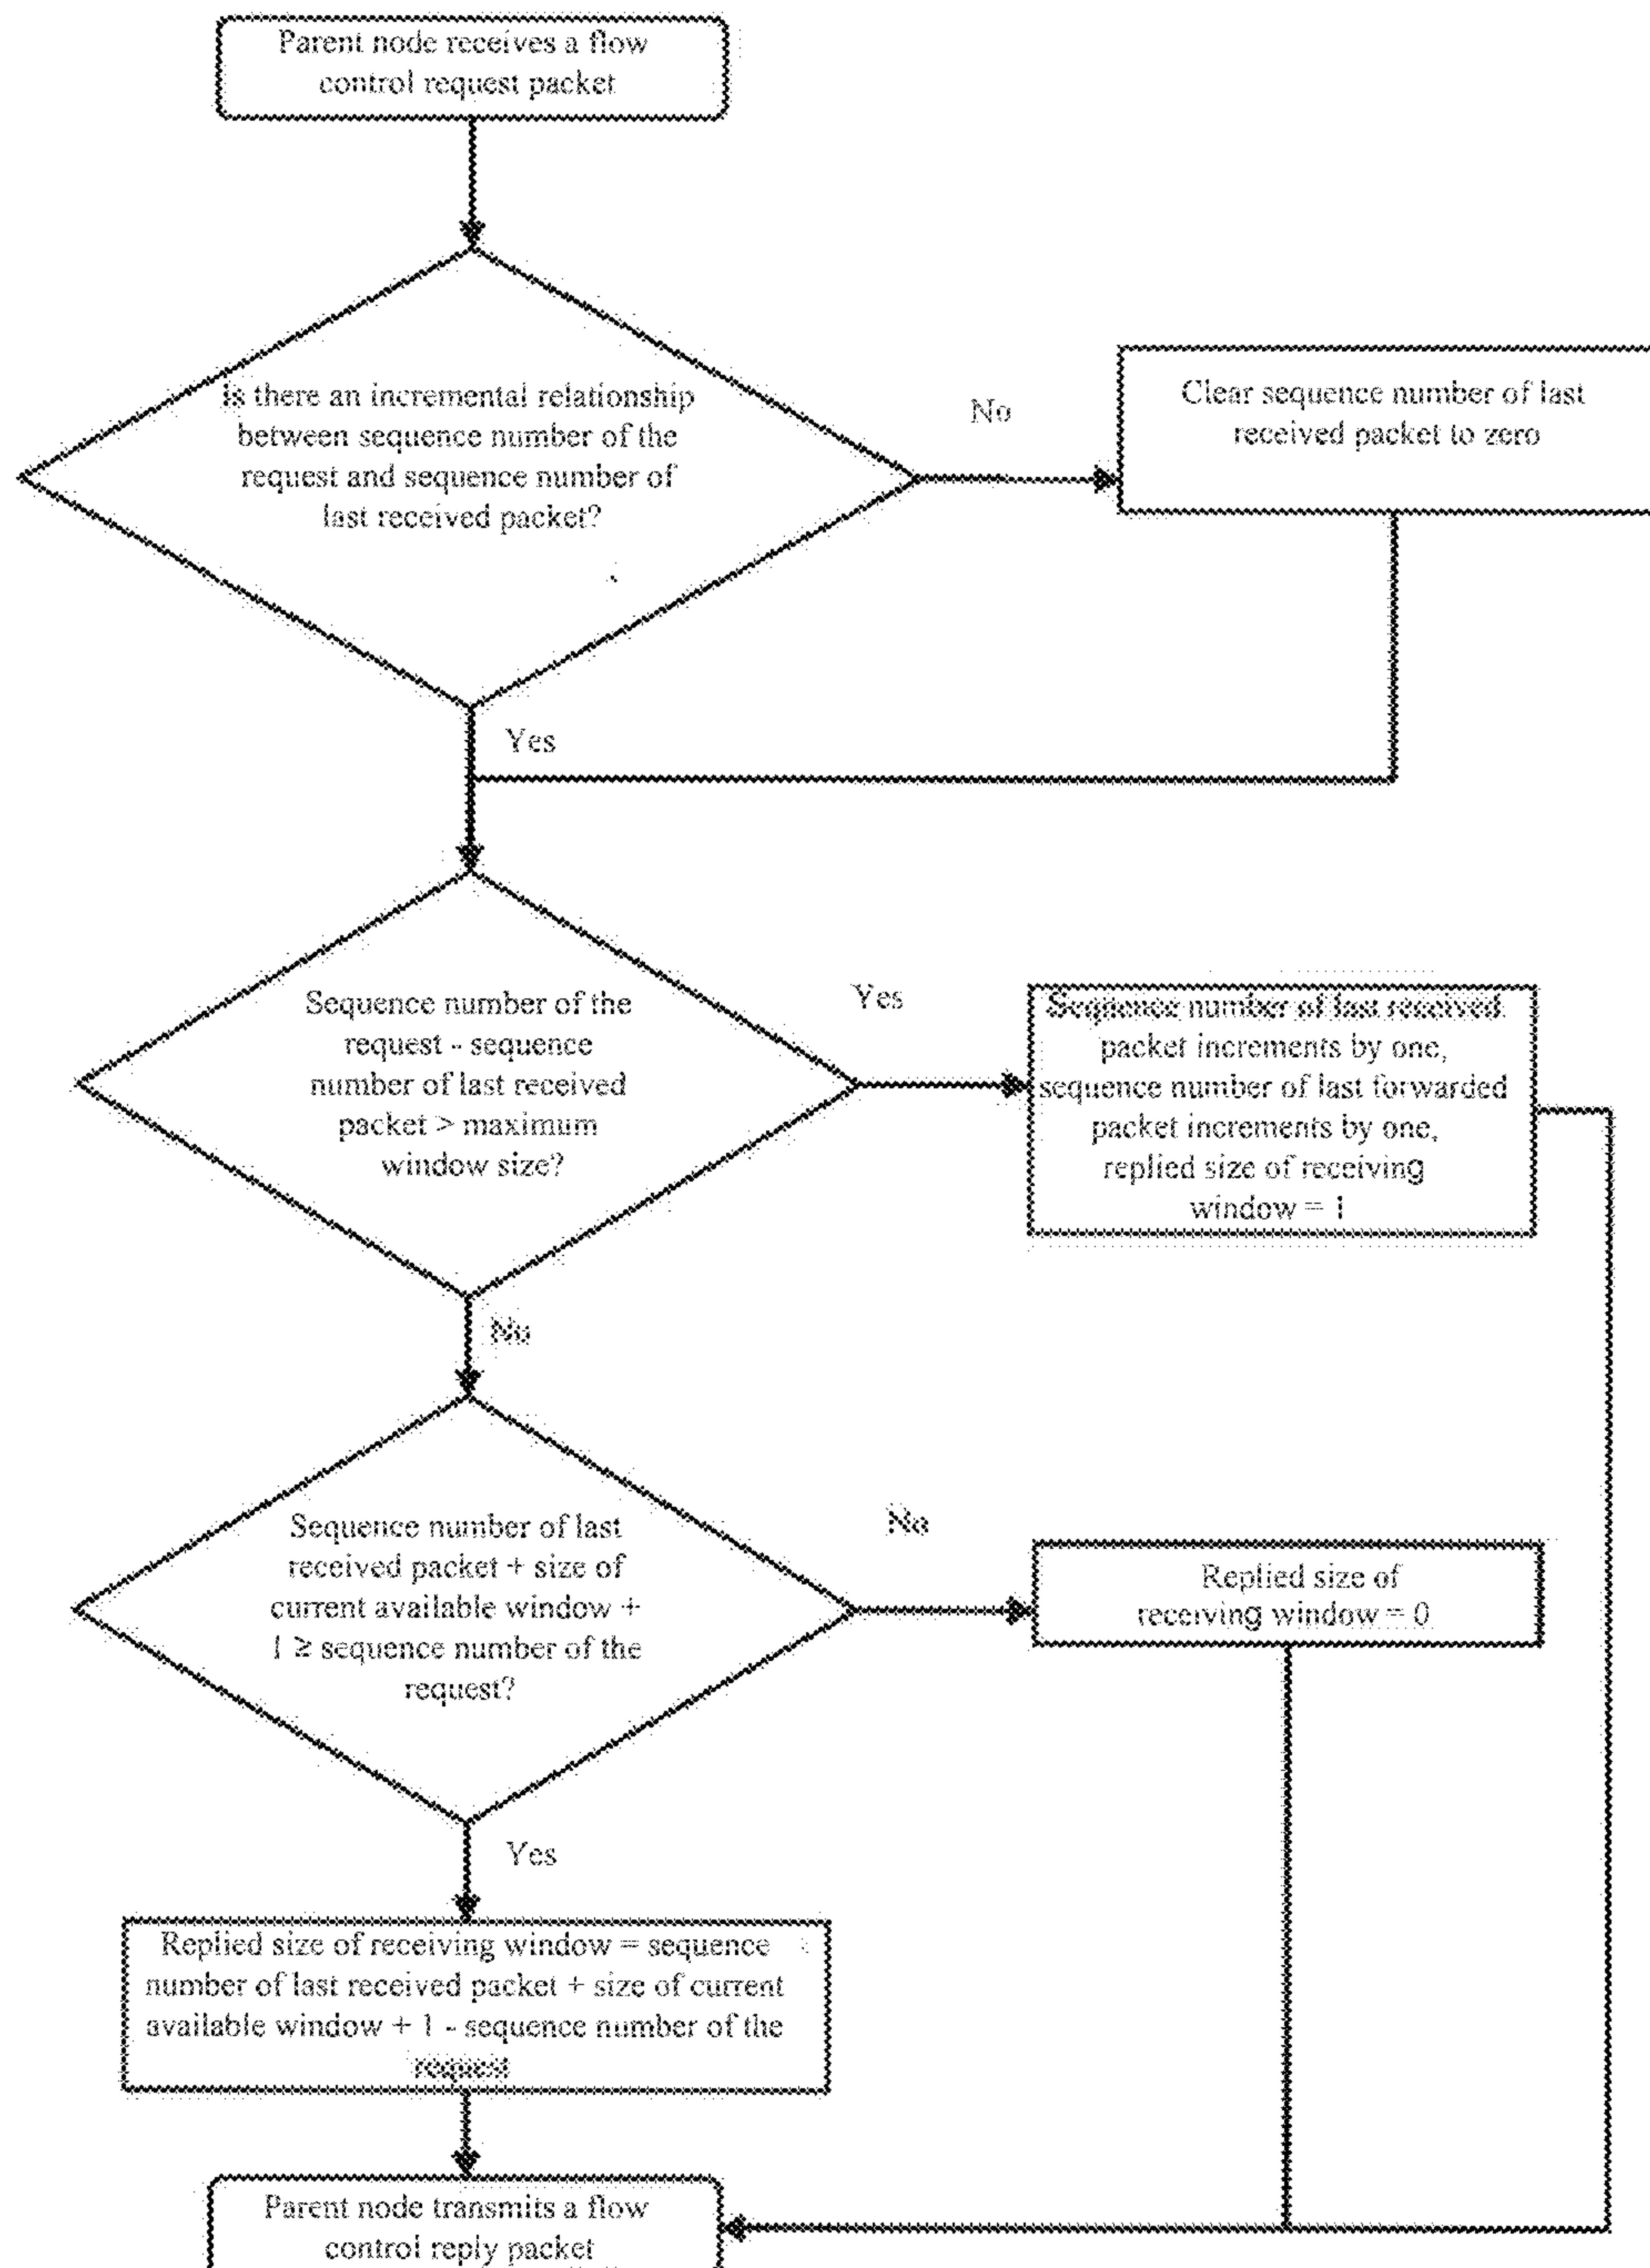 Parent node receives a flow
control request packet
Is there an incremental relationship
between sequence number of the
request and sequence number of
last received packet?
No
Clear sequence number of last
received packet to zero
Yes
Sequence number of the
request - sequence
number of last received
packet > maximum
window size?
Yes
Sequence number of last received
packet increments by one,
sequence number of last forwarded
packet increments by one,
replied size of receiving
window = 1
No
Sequence number of last
received packet + size of
current available window +
1 ≥ sequence number of the
request?
No
Replied size of
receiving window = 0
Yes
Replied size of receiving window = sequence
number of last received packet + size of current
available window + 1 - sequence number of the
request
Parent node transmits a flow
control reply packet